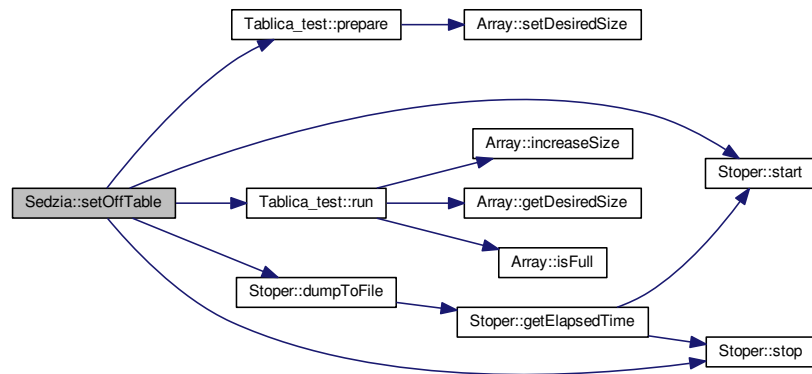 Tablica_test::prepare
Array::setDesiredSize
Array::increaseSize
Stoper::start
Sedzia::setOffTable
Tablica_test::run
Array::getDesiredSize
Array::isFull
Stoper::dumpToFile
Stoper::getElapsedTime
Stoper::stop